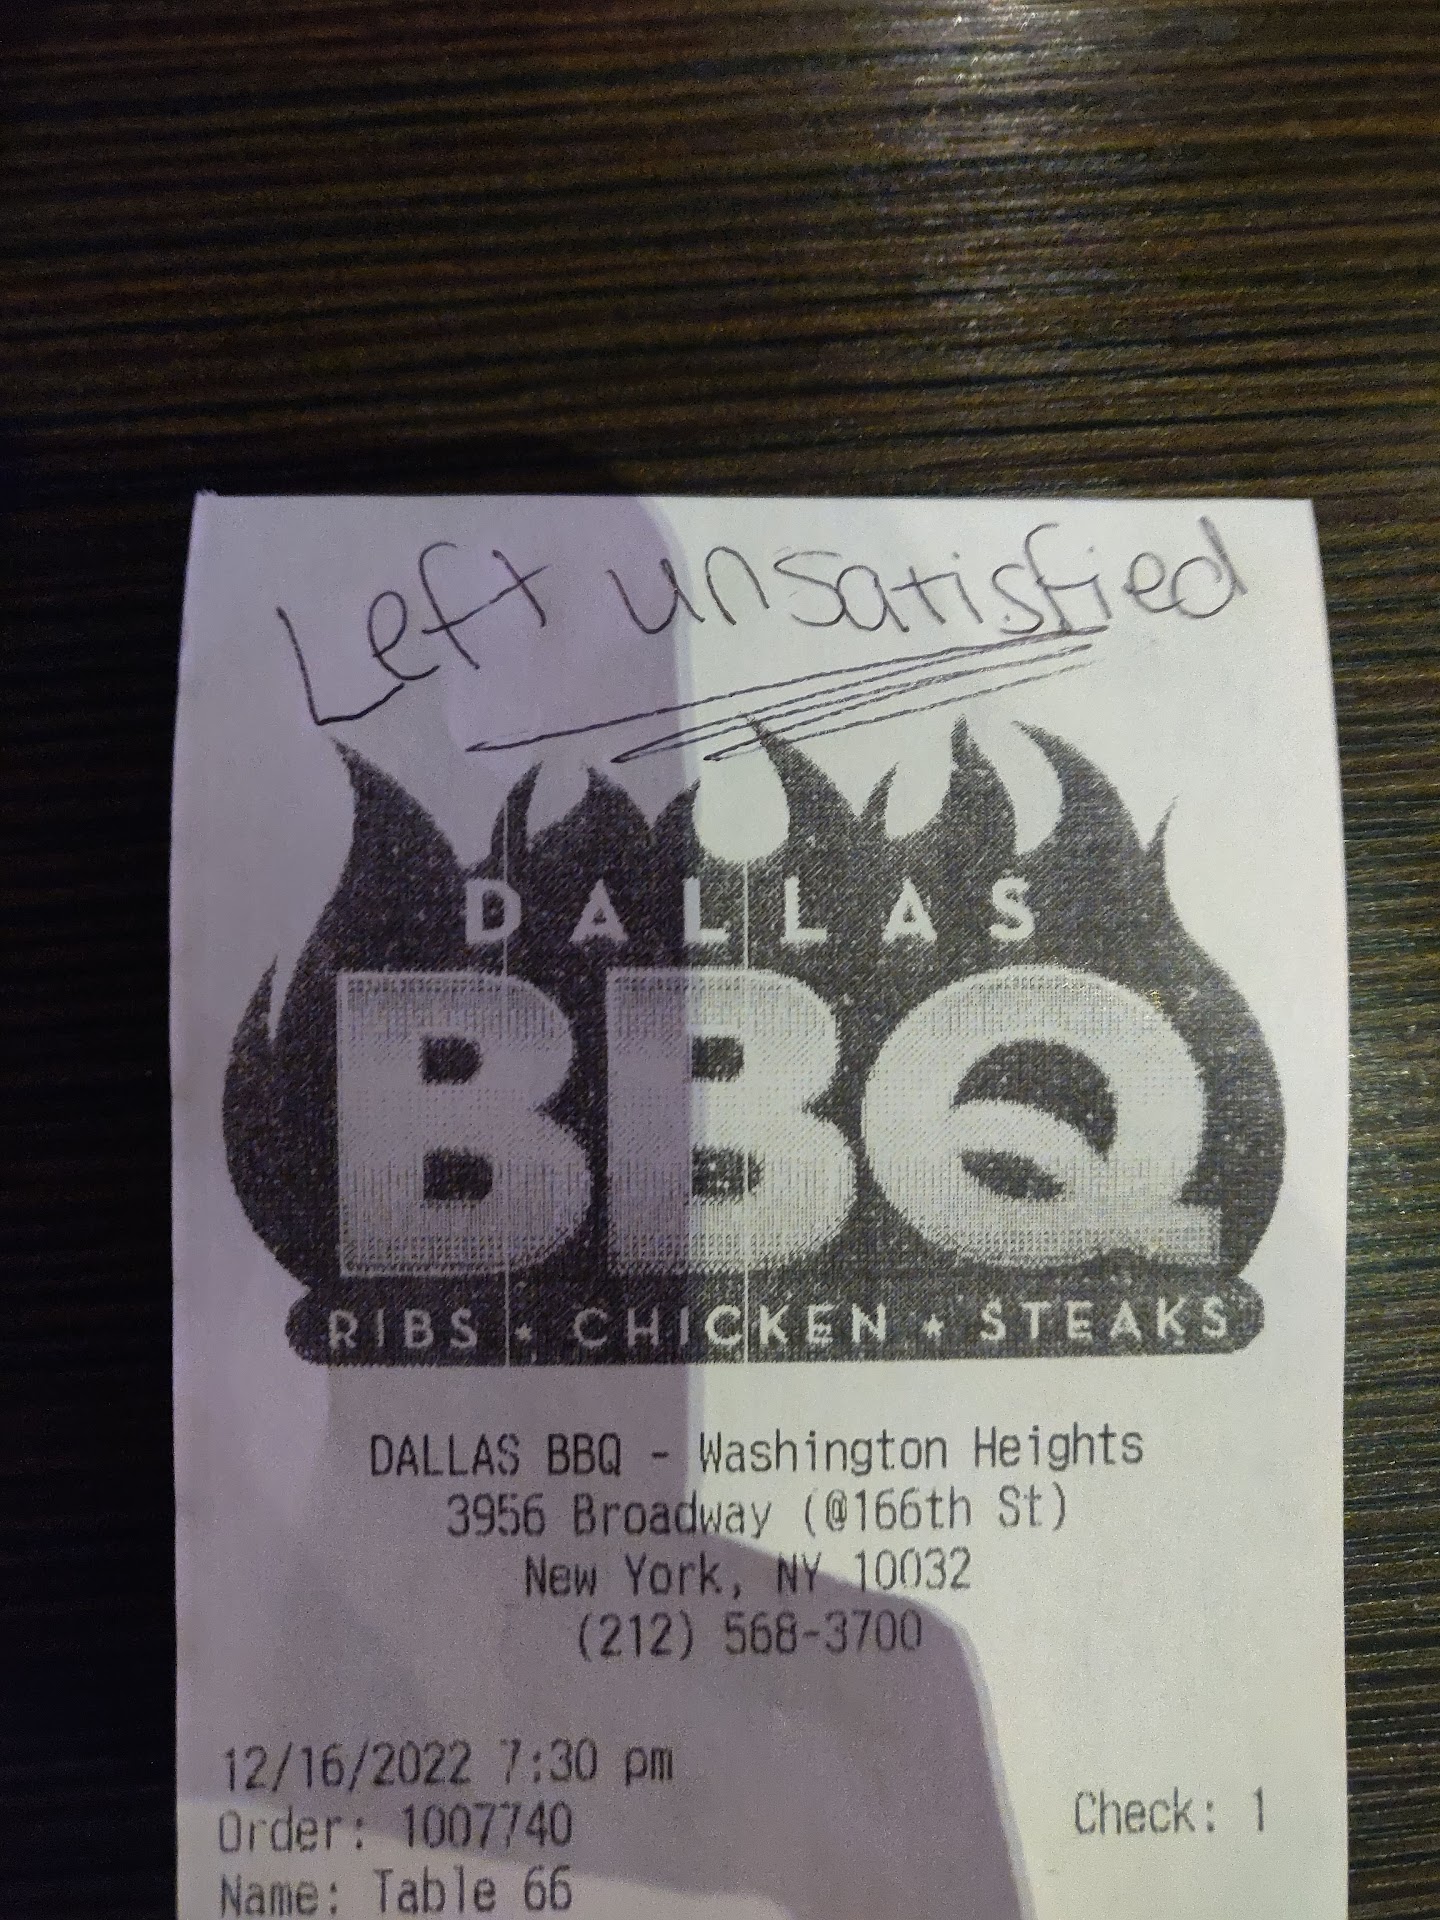 Left unsatisfied
DALLAS
BBQ
RIBS ★ CHICKEN ★ STEAKS
DALLAS BBQ - Washington Heights
3956 Broadway (@166th St)
New York, NY 10032
(212) 568-3700
12/16/2022 7:30 pm
Order: 1007740 Check: 1
Name: Table 66